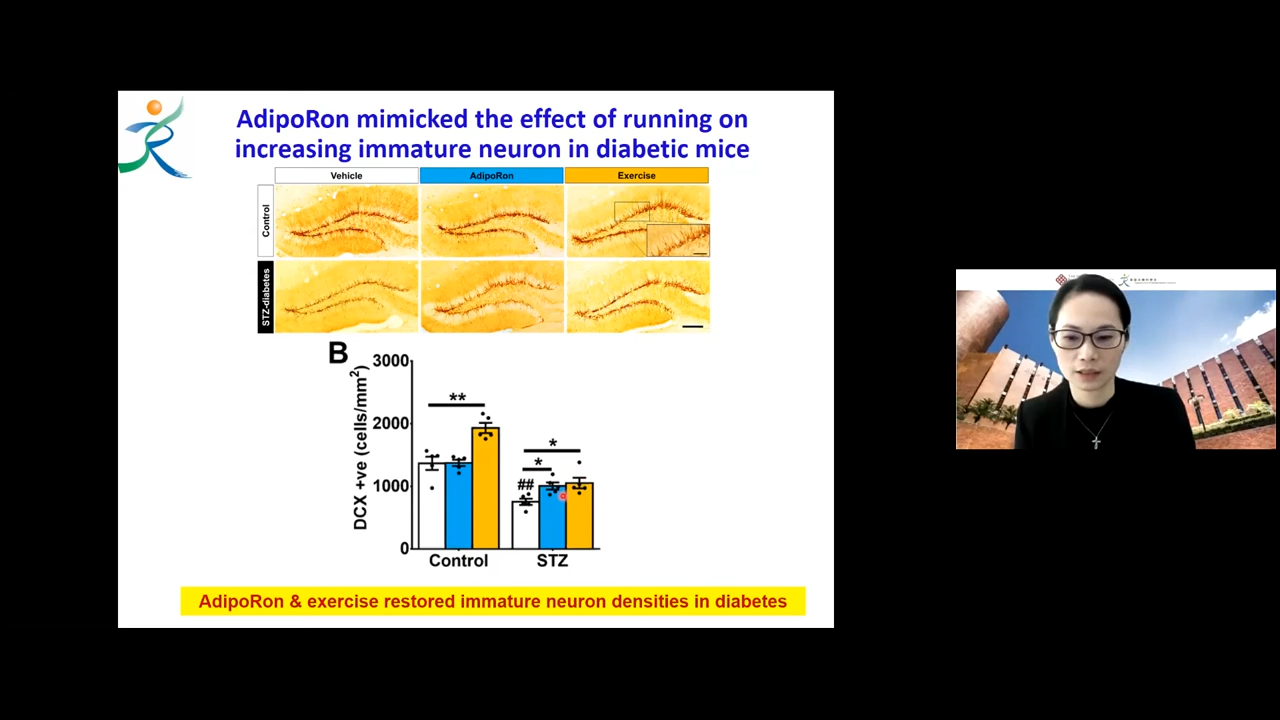 AdipoRon mimicked the effect of running on
increasing immature neuron in diabetic mice
Vehicle
AdipoRon
Exercise
Control
STZ-diabetes
B
DCX +ve (cells/mm²)
3000
2000
1000
0
**
##
*
*
Control
STZ
AdipoRon & exercise restored immature neuron densities in diabetes